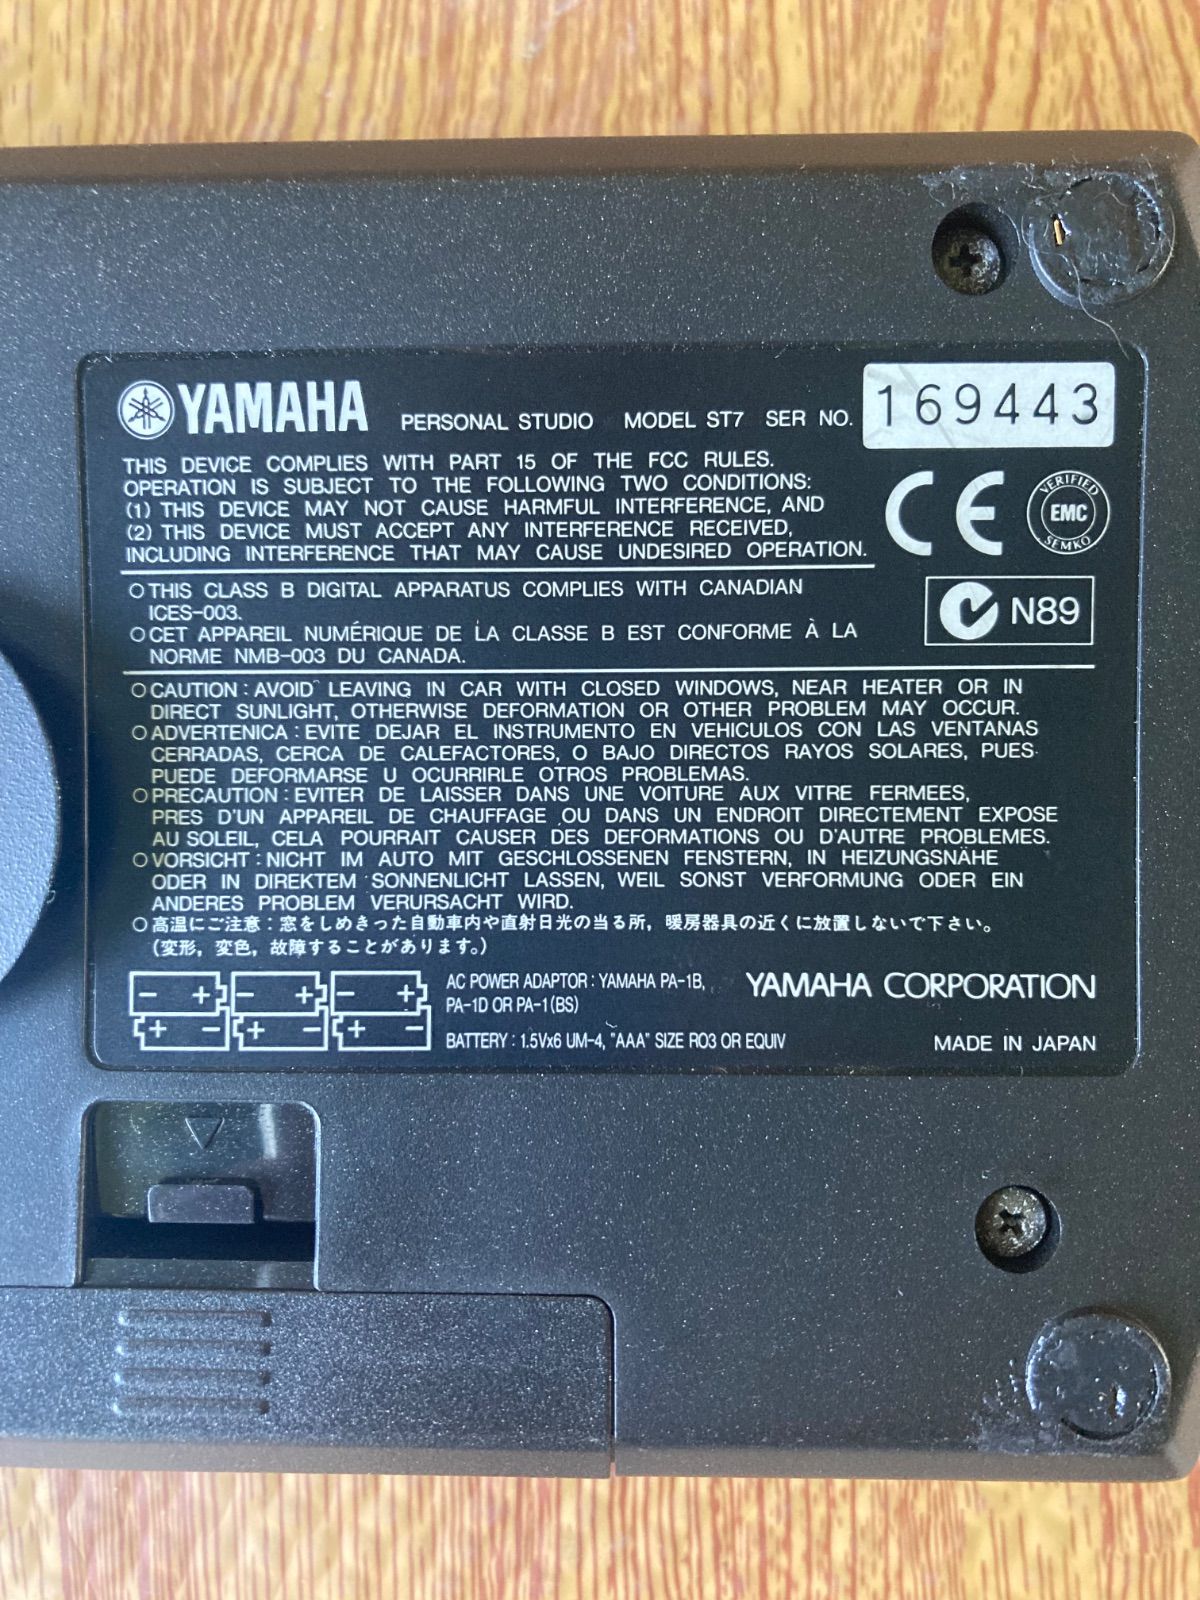 YAMAHA PERSONAL STUDIO MODEL ST7 SER NO. 169443
THIS DEVICE COMPLIES WITH PART 15 OF THE FCC RULES.
OPERATION IS SUBJECT TO THE FOLLOWING TWO CONDITIONS:
(1) THIS DEVICE MAY NOT CAUSE HARMFUL INTERFERENCE, AND
(2) THIS DEVICE MUST ACCEPT ANY INTERFERENCE RECEIVED,
INCLUDING INTERFERENCE THAT MAY CAUSE UNDESIRED OPERATION.
CE
VERIFIED
EMC
SEMKO
○THIS CLASS B DIGITAL APPARATUS COMPLIES WITH CANADIAN
ICES-003.
○CET APPAREIL NUMÉRIQUE DE LA CLASSE B EST CONFORME À LA
NORME NMB-003 DU CANADA.
N89
○CAUTION : AVOID LEAVING IN CAR WITH CLOSED WINDOWS, NEAR HEATER OR IN
DIRECT SUNLIGHT, OTHERWISE DEFORMATION OR OTHER PROBLEM MAY OCCUR.
○ADVERTENICA : EVITE DEJAR EL INSTRUMENTO EN VEHICULOS CON LAS VENTANAS
CERRADAS, CERCA DE CALEFACTORES, O BAJO DIRECTOS RAYOS SOLARES, PUES
PUEDE DEFORMARSE U OCURRIRLE OTROS PROBLEMAS.
○PRECAUTION : EVITER DE LAISSER DANS UNE VOITURE AUX VITRE FERMEES,
PRES D'UN APPAREIL DE CHAUFFAGE OU DANS UN ENDROIT DIRECTEMENT EXPOSE
AU SOLEIL, CELA POURRAIT CAUSER DES DEFORMATIONS OU D'AUTRE PROBLEMES.
○VORSICHT : NICHT IM AUTO MIT GESCHLOSSENEN FENSTERN, IN HEIZUNGSNÄHE
ODER IN DIREKTEM SONNENLICHT LASSEN, WEIL SONST VERFORMUNG ODER EIN
ANDERES PROBLEM VERURSACHT WIRD.
○高温にご注意：窓をしめきった自動車内や直射日光の当る所，暖房器具の近くに放置しないで下さい。
（変形，変色，故障することがあります。）
AC POWER ADAPTOR : YAMAHA PA-1B,
PA-1D OR PA-1(BS)
BATTERY : 1.5Vx6 UM-4, "AAA" SIZE RO3 OR EQUIV
YAMAHA CORPORATION
MADE IN JAPAN